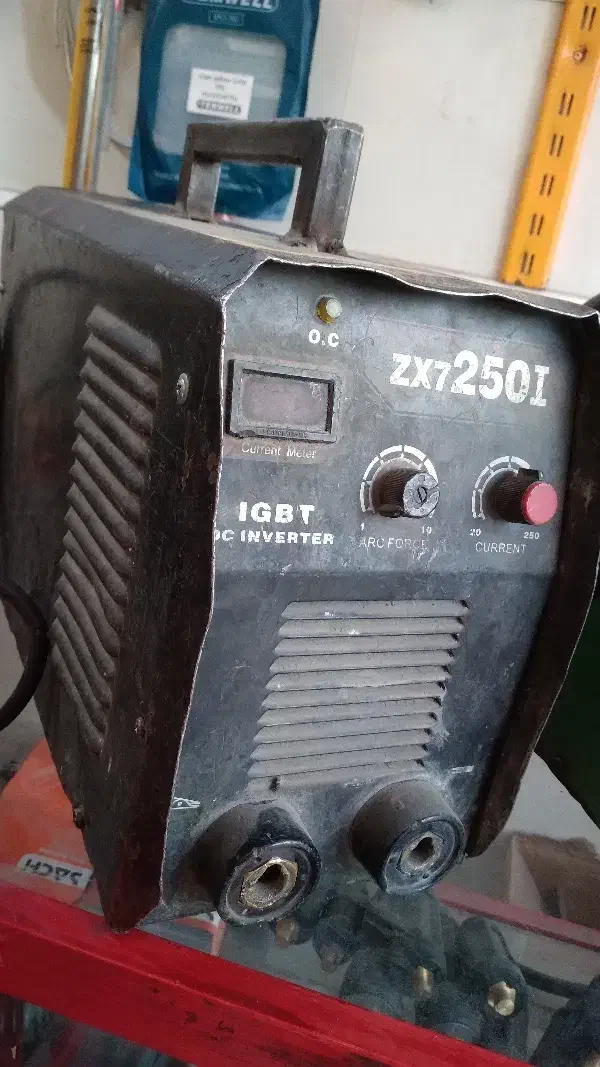 O.C
ZX7250I
Current Meter
IGBT
DC INVERTER
1
10
ARC FORCE
20
250
CURRENT